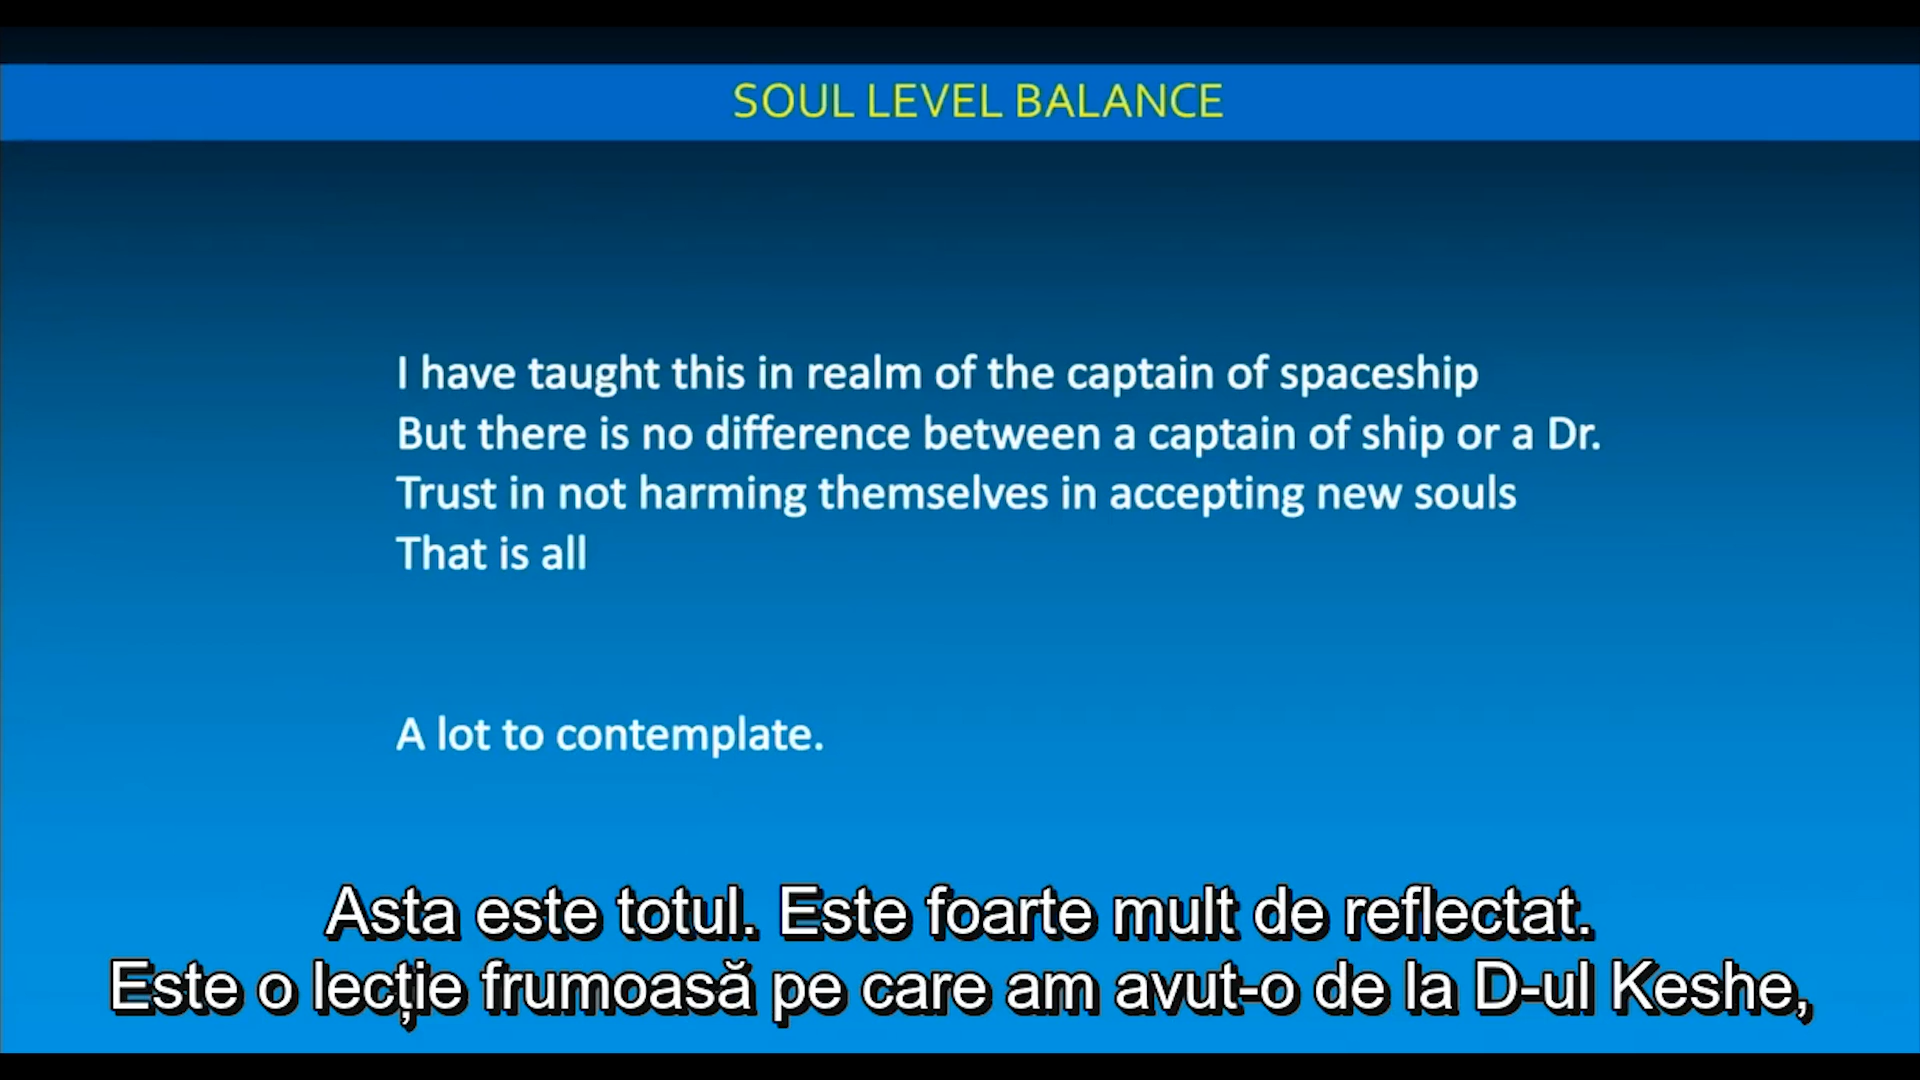 SOUL LEVEL BALANCE
I have taught this in realm of the captain of spaceship
But there is no difference between a captain of ship or a Dr.
Trust in not harming themselves in accepting new souls
That is all
A lot to contemplate.
Asta este totul. Este foarte mult de reflectat.
Este o lecție frumoasă pe care am avut-o de la D-ul Keshe,